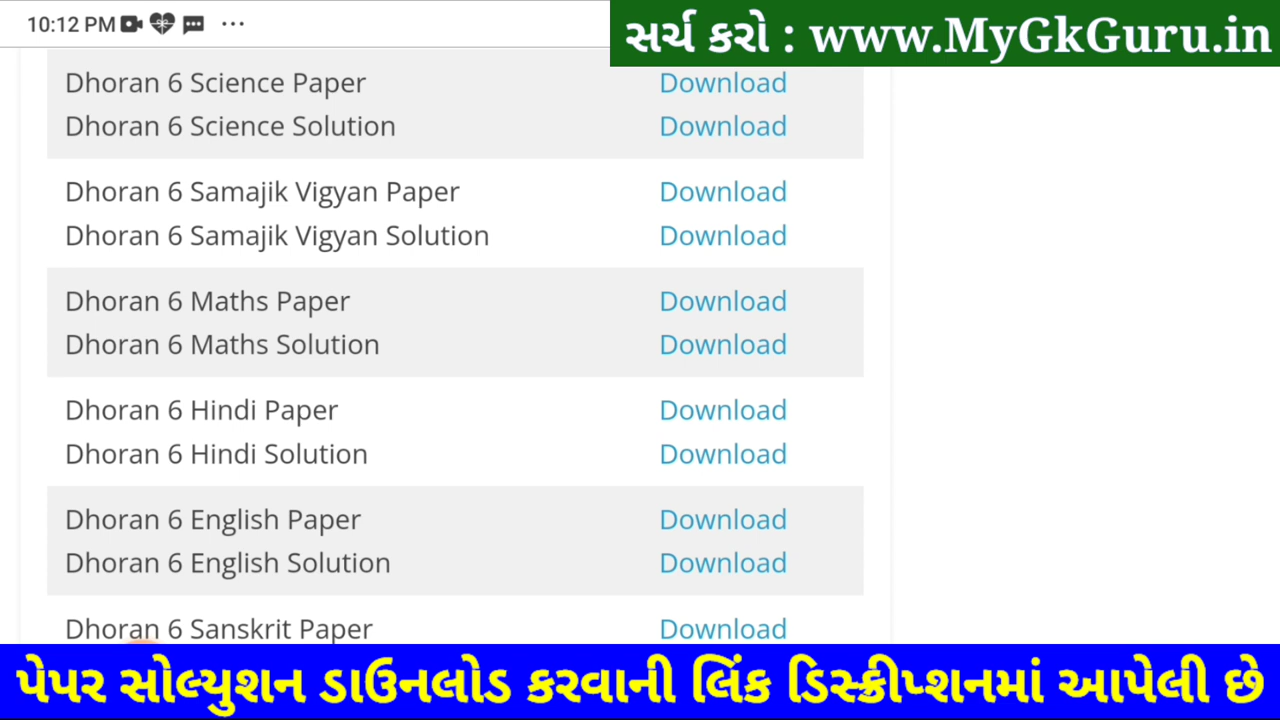 10:12 PM
સર્ચ કરો : www.MyGkGuru.in
Dhoran 6 Science Paper Download
Dhoran 6 Science Solution Download
Dhoran 6 Samajik Vigyan Paper Download
Dhoran 6 Samajik Vigyan Solution Download
Dhoran 6 Maths Paper Download
Dhoran 6 Maths Solution Download
Dhoran 6 Hindi Paper Download
Dhoran 6 Hindi Solution Download
Dhoran 6 English Paper Download
Dhoran 6 English Solution Download
Dhoran 6 Sanskrit Paper Download
પેપર સોલ્યુશન ડાઉનલોડ કરવાની લિંક ડિસ્ક્રીપ્શનમાં આપેલી છે